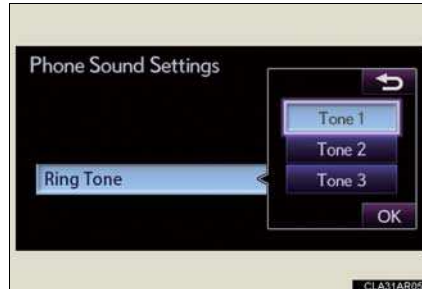 Phone Sound Settings
Tone 1
Tone 2
Ring Tone
Tone 3
OK
CLA31AR05